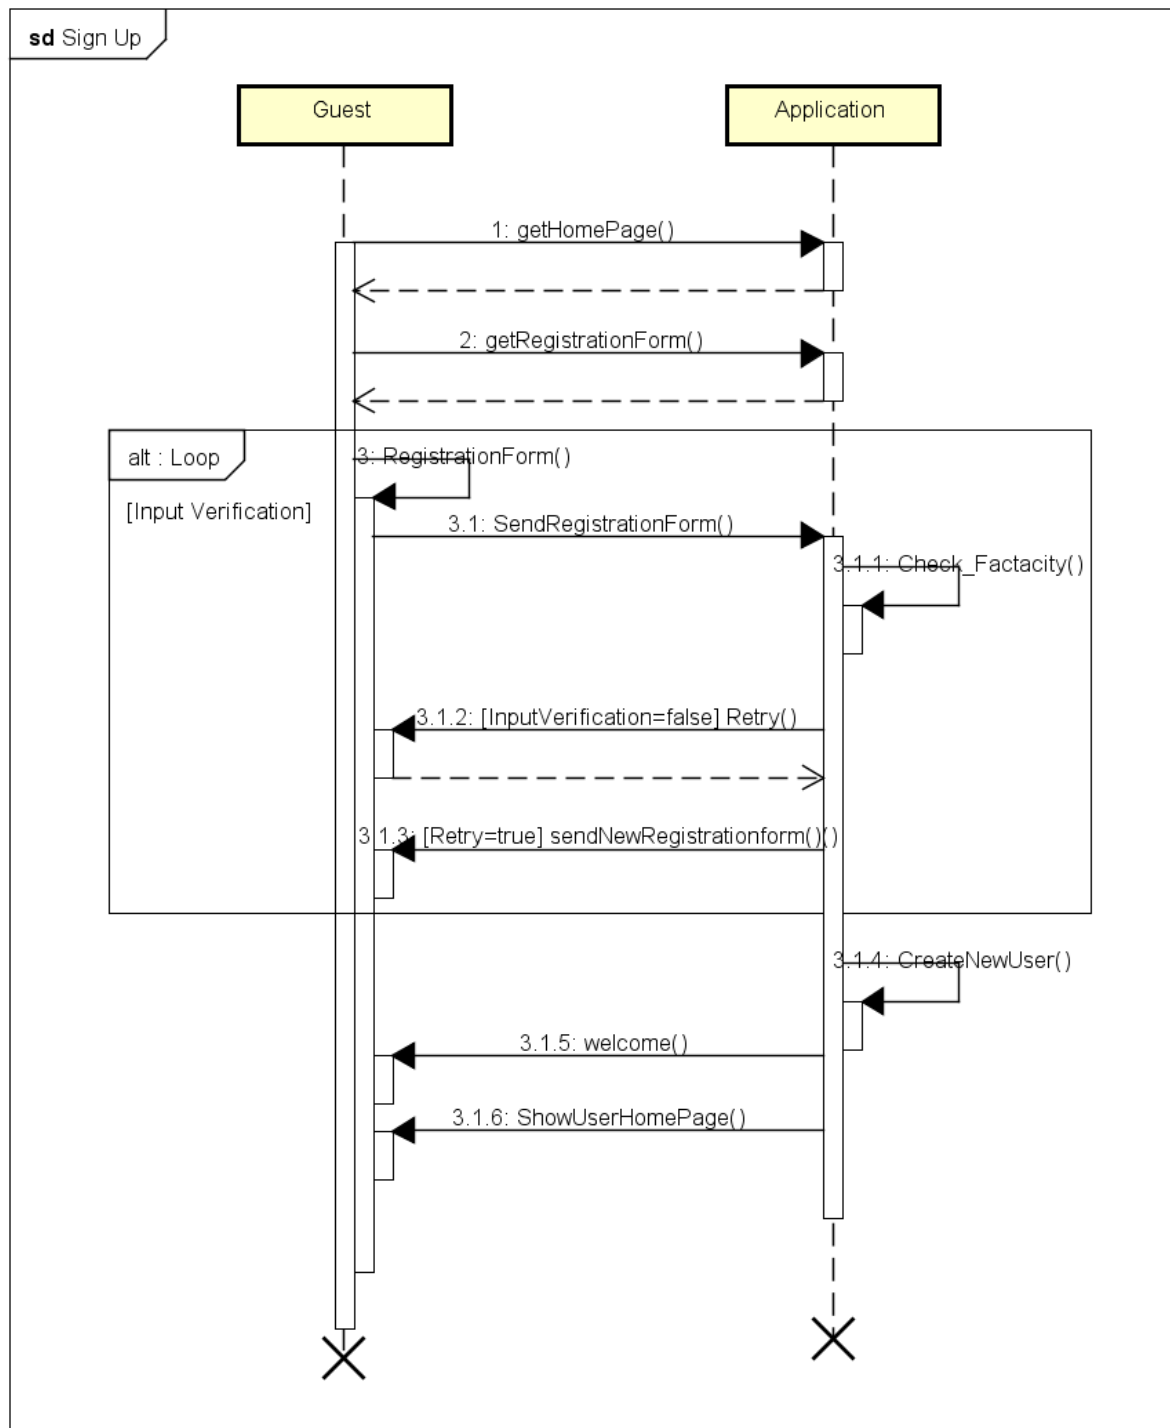 sd Sign Up
Guest
Application
1: getHomePage()
2: getRegistrationForm()
alt : Loop
3: RegistrationForm()
[Input Verification]
3.1: SendRegistrationForm()
3.1.1: Check_Factacity()
3.1.2: [InputVerification=false] Retry()
3.1.3: [Retry=true] sendNewRegistrationform()()
3.1.4: CreateNewUser()
3.1.5: welcome()
3.1.6: ShowUserHomePage()